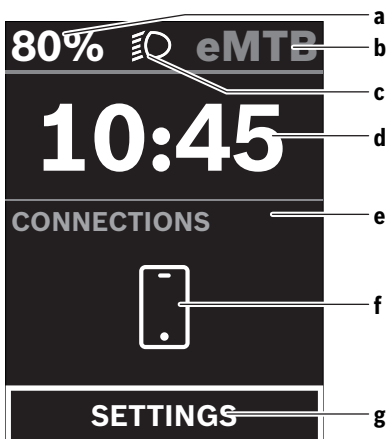 a
80% eMTB b
c
10:45 d
CONNECTIONS e
f
SETTINGS g